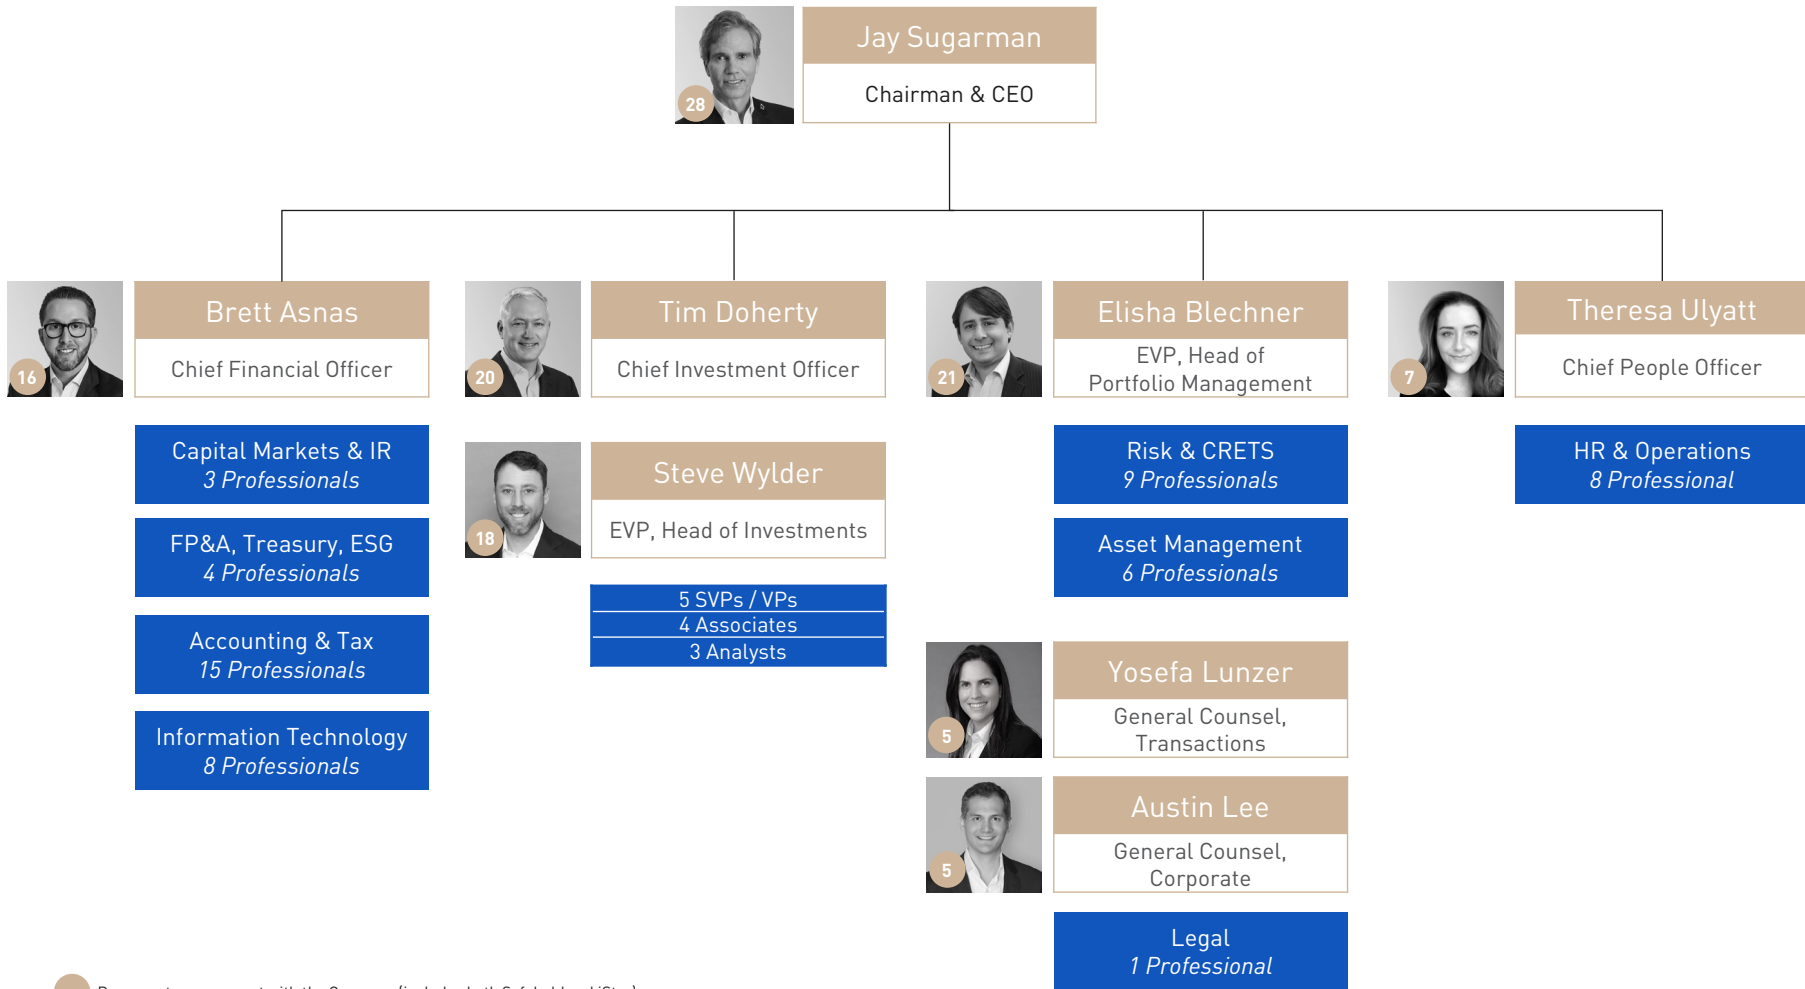 Jay Sugarman
Chairman & CEO
28
Brett Asnas
Chief Financial Officer
16
Capital Markets & IR
3 Professionals
FP&A, Treasury, ESG
4 Professionals
Accounting & Tax
15 Professionals
Information Technology
8 Professionals
Tim Doherty
Chief Investment Officer
20
Steve Wylder
EVP, Head of Investments
18
5 SVPs / VPs
4 Associates
3 Analysts
Elisha Blechner
EVP, Head of
Portfolio Management
21
Risk & CRETS
9 Professionals
Asset Management
6 Professionals
Yosefa Lunzer
General Counsel,
Transactions
5
Austin Lee
General Counsel,
Corporate
5
Legal
1 Professional
Theresa Ulyatt
Chief People Officer
7
HR & Operations
8 Professional